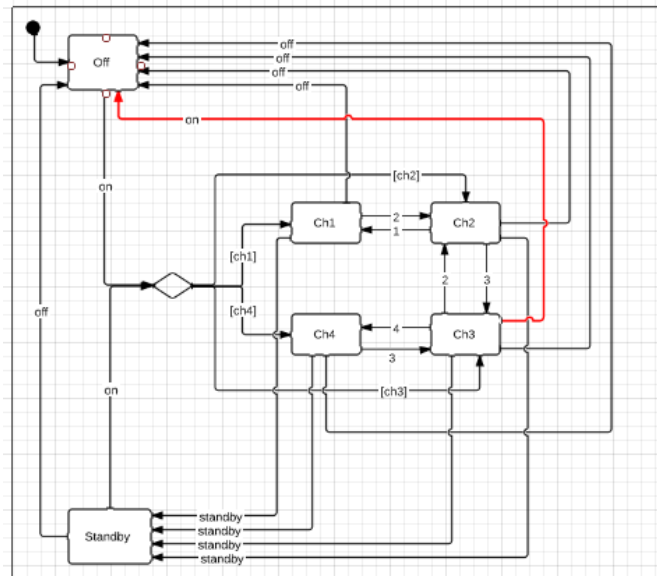 off
Off
off
off
off
on
on
[ch2]
Ch1
2
Ch2
1
[ch1]
2
3
[ch4]
off
Ch4
4
Ch3
3
on
[ch3]
standby
standby
Standby
standby
standby